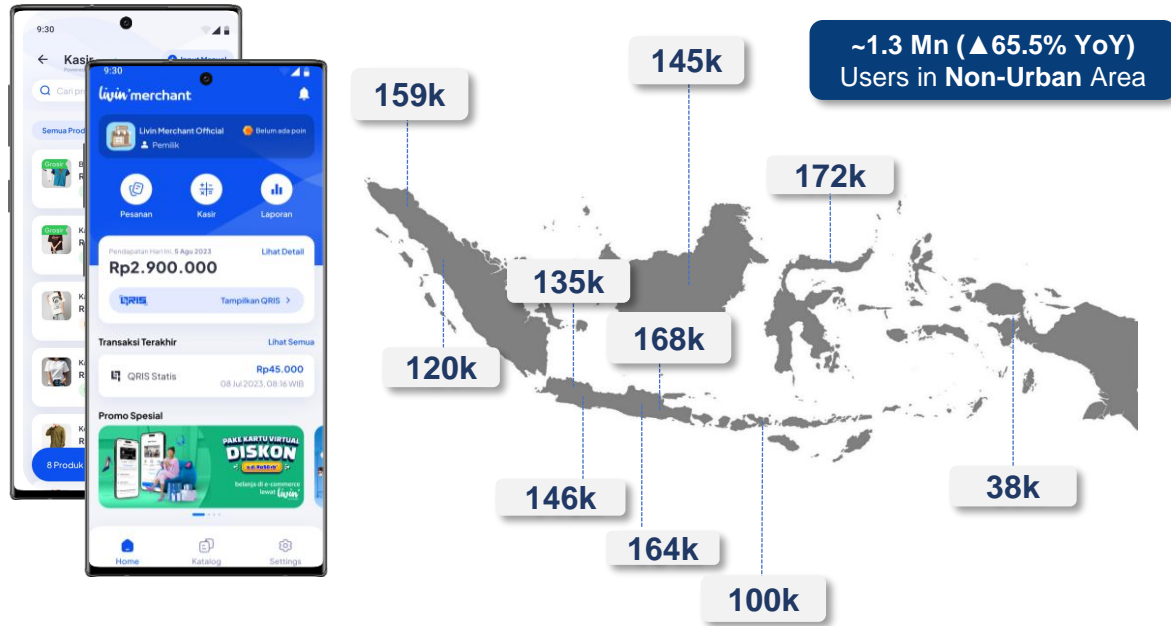 9:30
Kasir
Input Manual
Semua
Grosir
Grosir
8 Produk
9:30
livin' merchant
Livin Merchant Official
Belum ada poin
Pemilik
Pesanan
Kasir
Laporan
Pendapatan Hari Ini, 5 Agu 2023
Lihat Detail
Rp2.900.000
QRIS
Tampilkan QRIS >
Transaksi Terakhir
Lihat Semua
QRIS Statis
Rp45.000
08 Jul 2023, 08:16 WIB
Promo Spesial
PAKE KARTU VIRTUAL
DISKON
belanja di e-commerce
lewat livin'
Home
Katalog
Settings
~1.3 Mn (▲65.5% YoY)
Users in Non-Urban Area
159k
145k
172k
135k
168k
120k
146k
164k
100k
38k